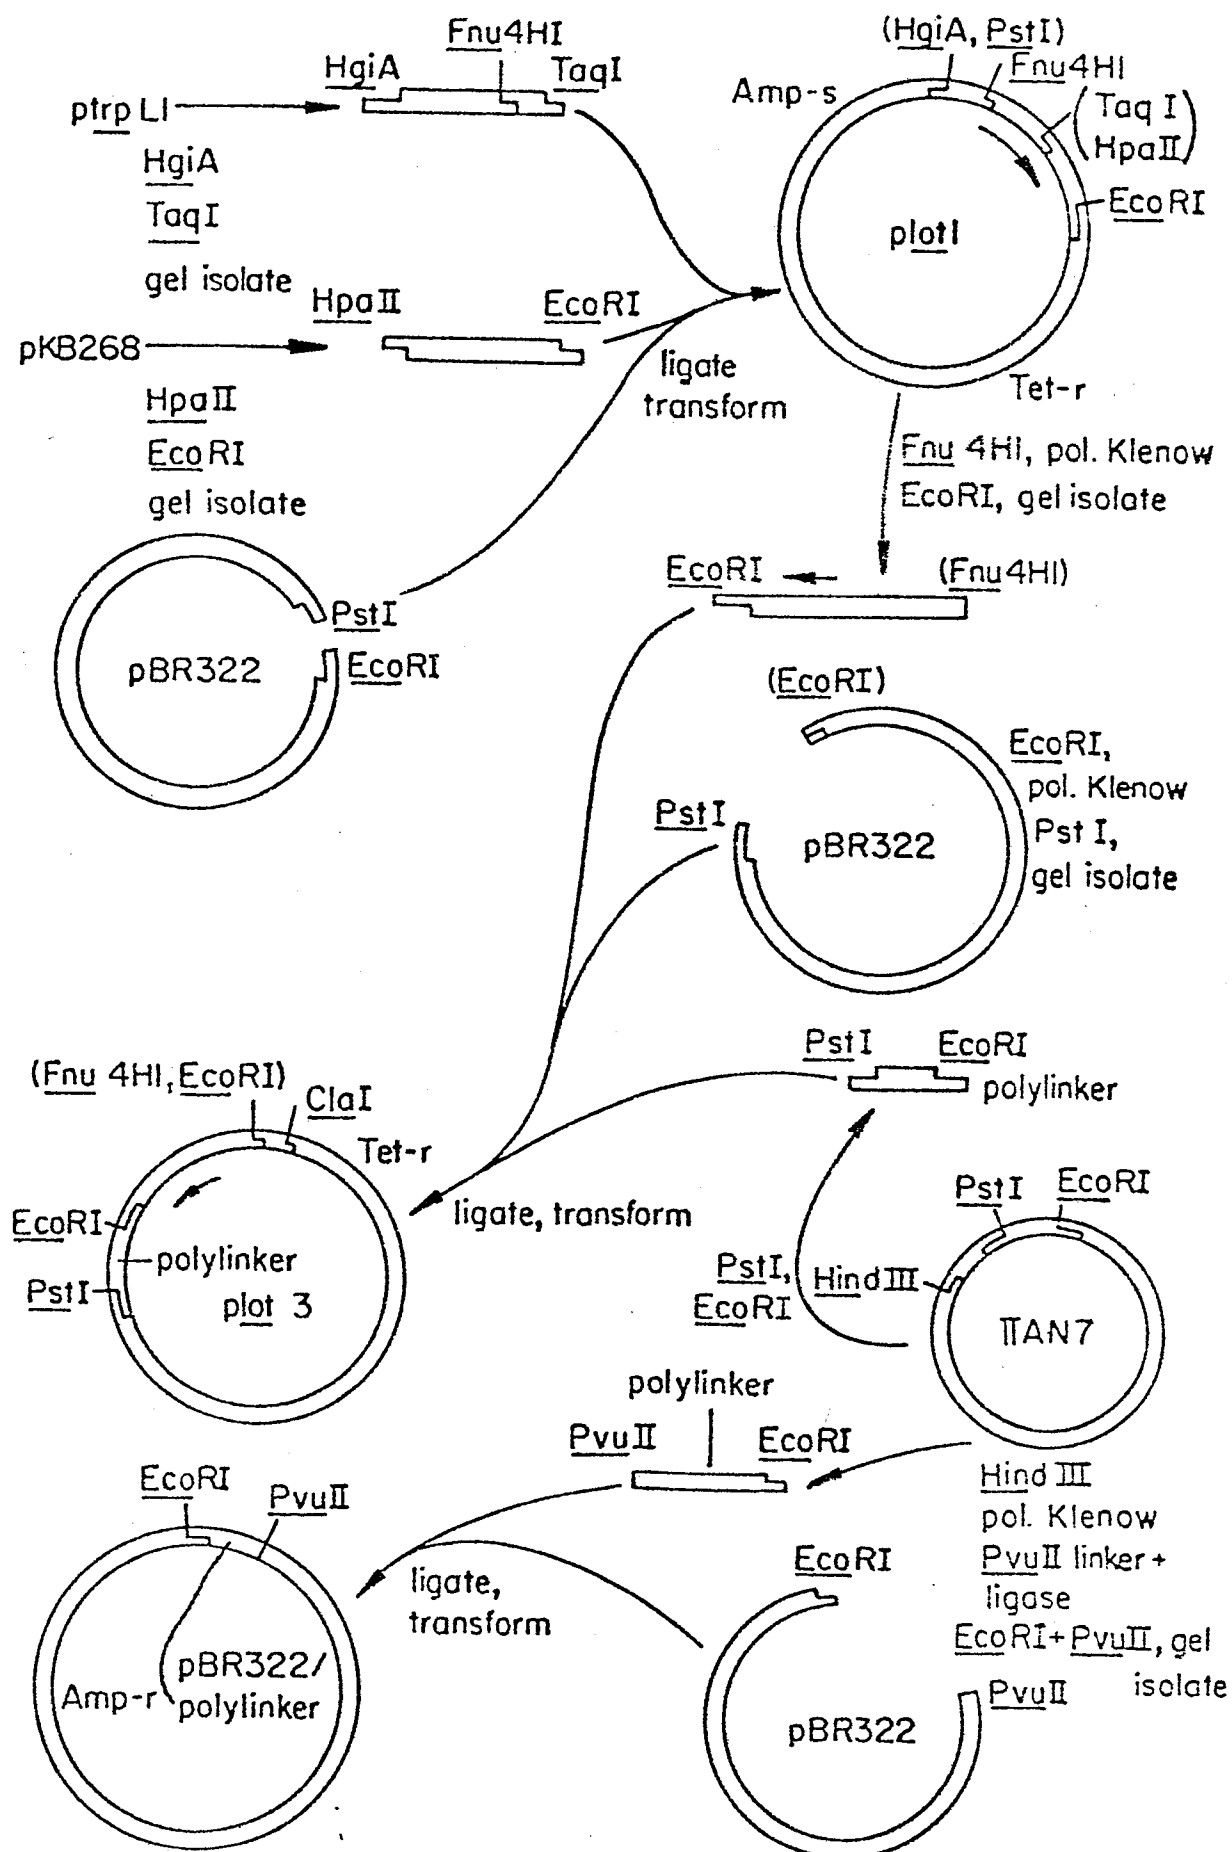 Fnu4HI
HgiA
TaqI
ptrp L1
HgiA
TaqI
gel isolate
HpaII
EcoRI
pKB268
HpaII
EcoRI
gel isolate
ligate
transform
PstI
EcoRI
pBR322
(HgiA, PstI)
Fnu4HI
Amp-s
(Taq I
HpaII)
EcoRI
plot1
Tet-r
Fnu 4HI, pol. Klenow
EcoRI, gel isolate
EcoRI
(Fnu4HI)
(EcoRI)
EcoRI,
pol. Klenow
Pst I,
gel isolate
PstI
pBR322
PstI
EcoRI
polylinker
(Fnu 4HI, EcoRI)
ClaI
Tet-r
EcoRI
polylinker
PstI
plot 3
ligate, transform
PstI
EcoRI
HindIII
PstI,
EcoRI
ΠAN7
polylinker
PvuII
EcoRI
Hind III
pol. Klenow
PvuII linker +
ligase
EcoRI+PvuII, gel
isolate
EcoRI
PvuII
ligate,
transform
EcoRI
PvuII
pBR322
pBR322/
polylinker
Amp-r